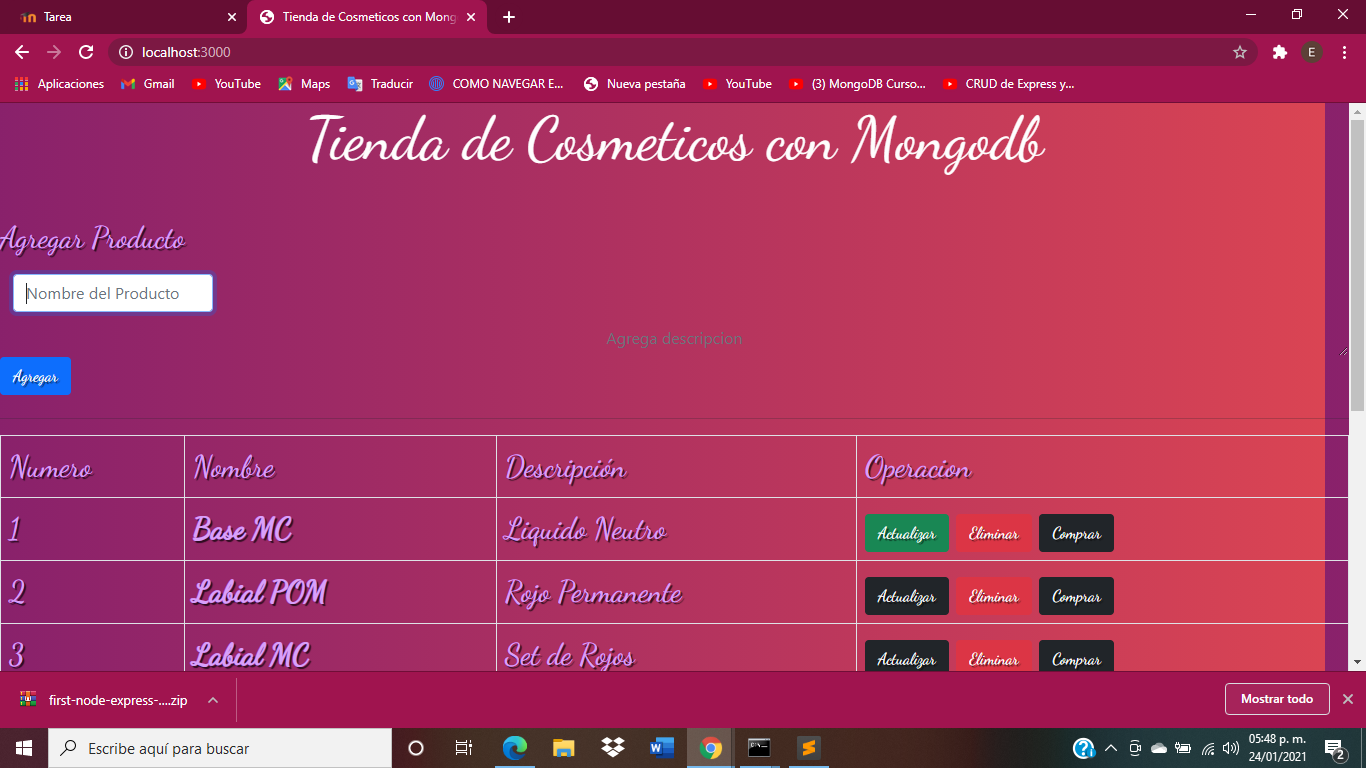 Tarea
Tienda de Cosmeticos con Mong
localhost:3000
E
Aplicaciones
Gmail
YouTube
Maps
Traducir
COMO NAVEGAR E...
Nueva pestaña
YouTube
(3) MongoDB Curso...
CRUD de Express y...
Tienda de Cosmeticos con Mongodb
Agregar Producto
Nombre del Producto
Agrega descripcion
Agregar
Numero Nombre Descripción Operacion
1 Base MC Liquido Neutro Actualizar Eliminar Comprar
2 Labial POM Rojo Permanente Actualizar Eliminar Comprar
3 Labial MC Set de Rojos Actualizar Eliminar Comprar
first-node-express-....zip
Mostrar todo
Escribe aquí para buscar
05:48 p. m.
24/01/2021
2